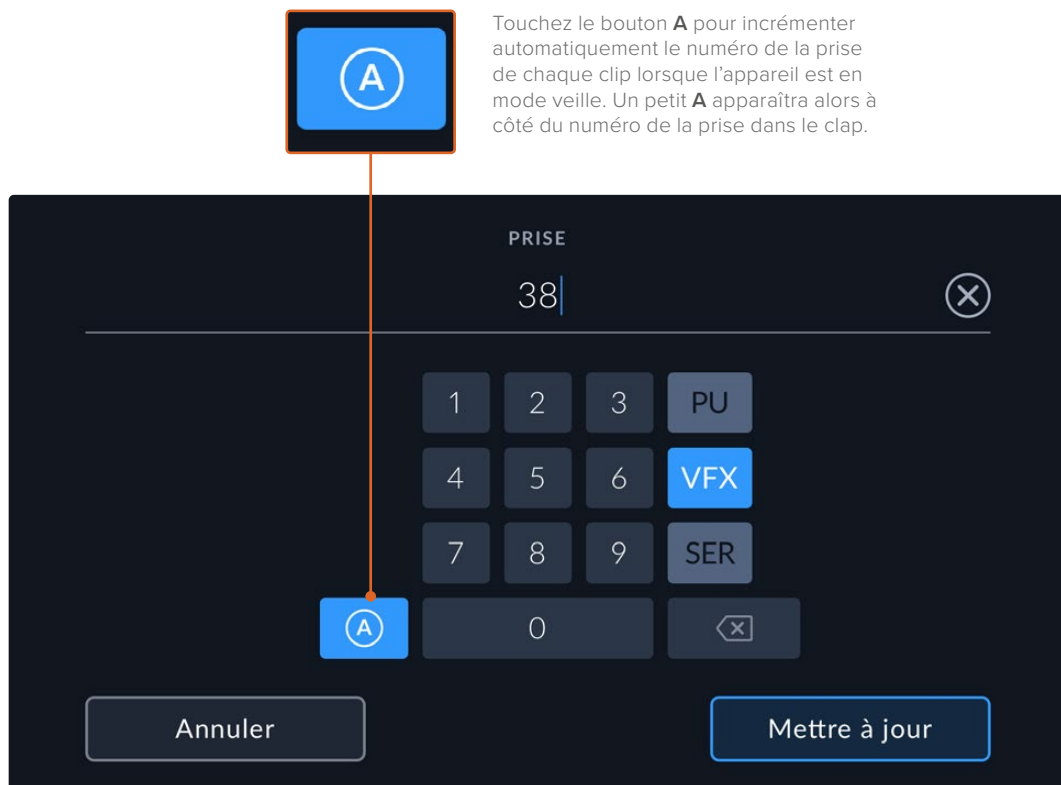 A
Touchez le bouton A pour incrémenter
automatiquement le numéro de la prise
de chaque clip lorsque l'appareil est en
mode veille. Un petit A apparaîtra alors à
côté du numéro de la prise dans le clap.
PRISE
38
1 2 3 PU
4 5 6 VFX
7 8 9 SER
A 0
Annuler Mettre à jour